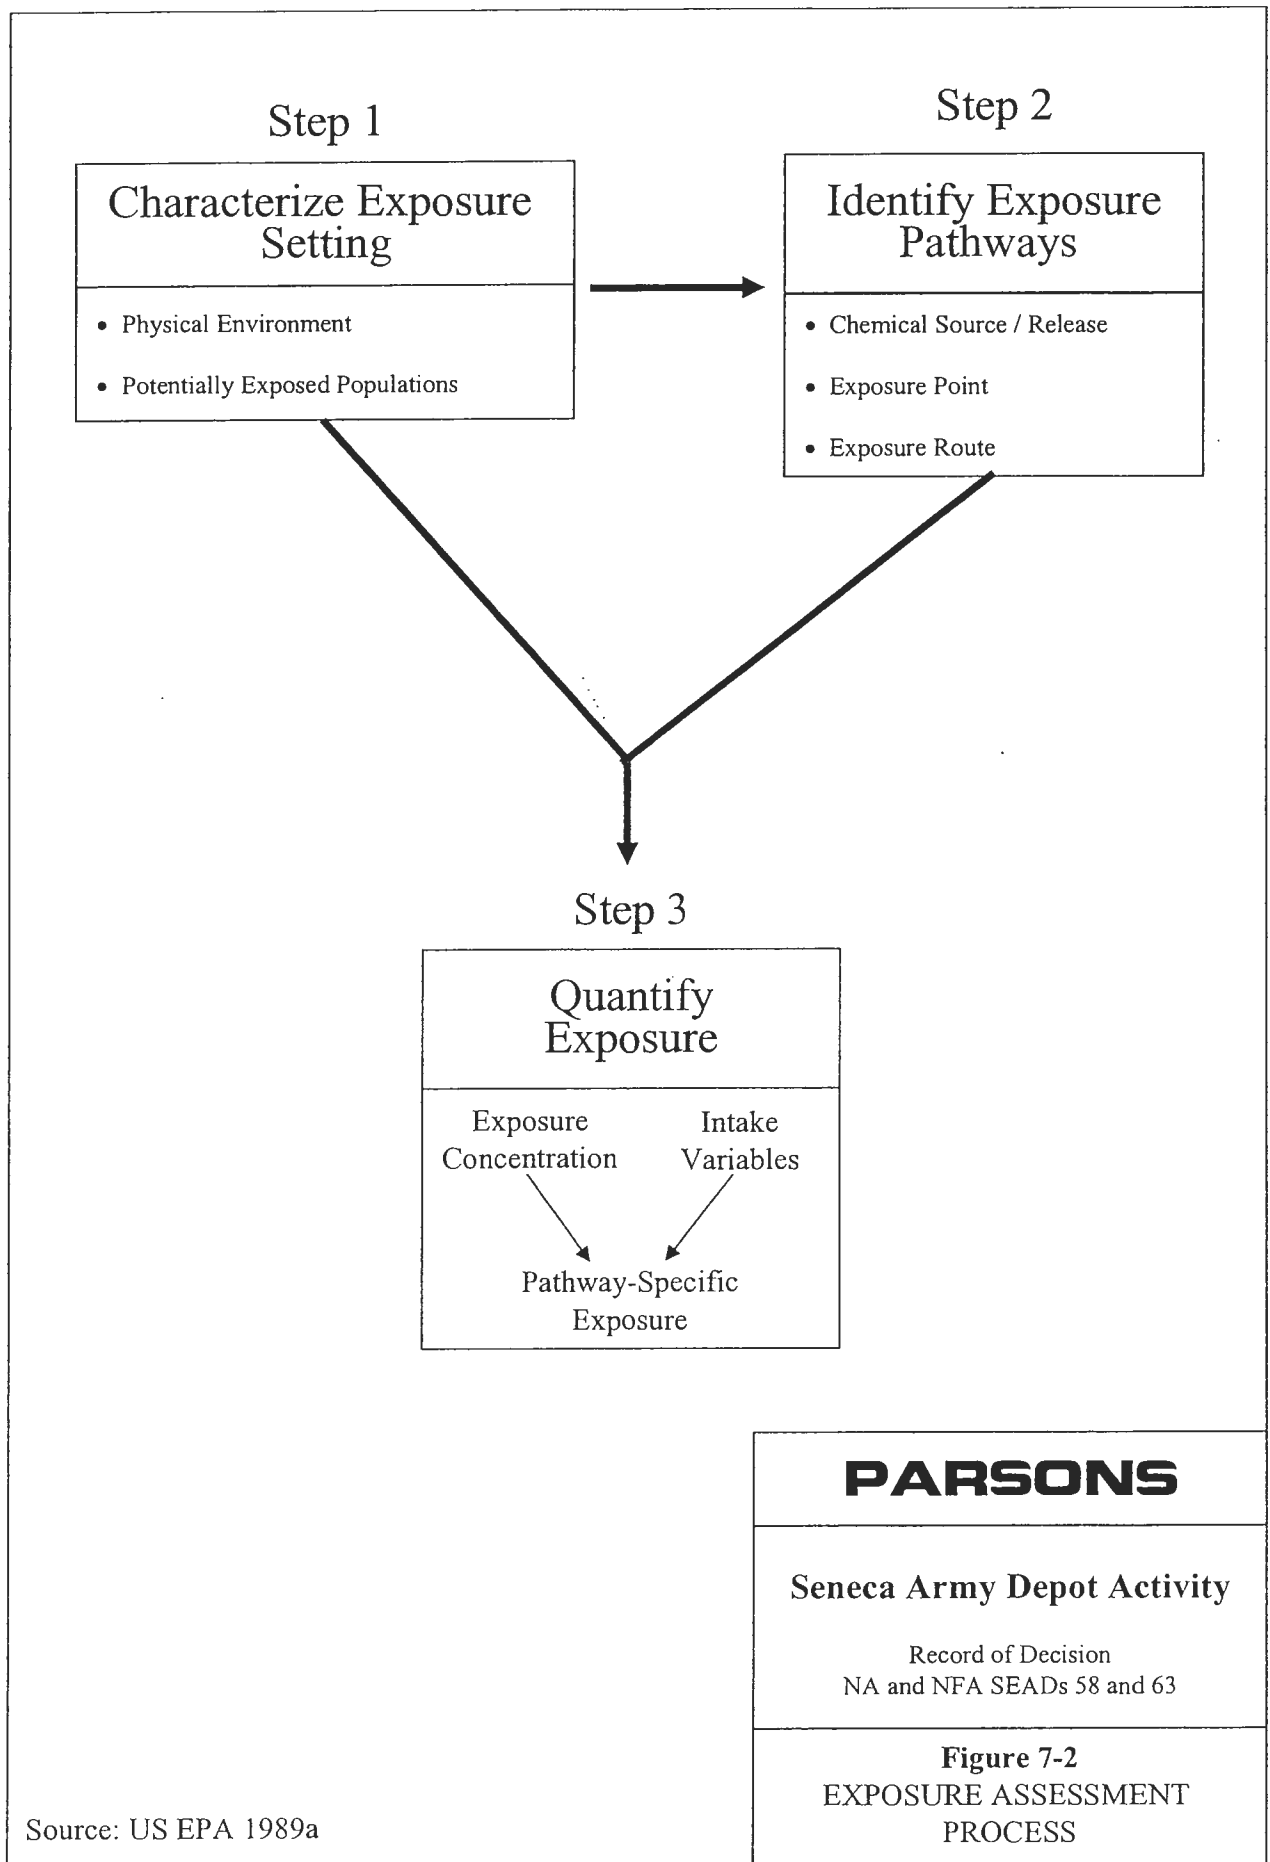 Step 1
Characterize Exposure
Setting
• Physical Environment
• Potentially Exposed Populations
Step 2
Identify Exposure
Pathways
• Chemical Source / Release
• Exposure Point
• Exposure Route
Step 3
Quantify
Exposure
Exposure
Concentration
Intake
Variables
Pathway-Specific
Exposure
PARSONS
Seneca Army Depot Activity
Record of Decision
NA and NFA SEADs 58 and 63
Figure 7-2
EXPOSURE ASSESSMENT
PROCESS
Source: US EPA 1989a